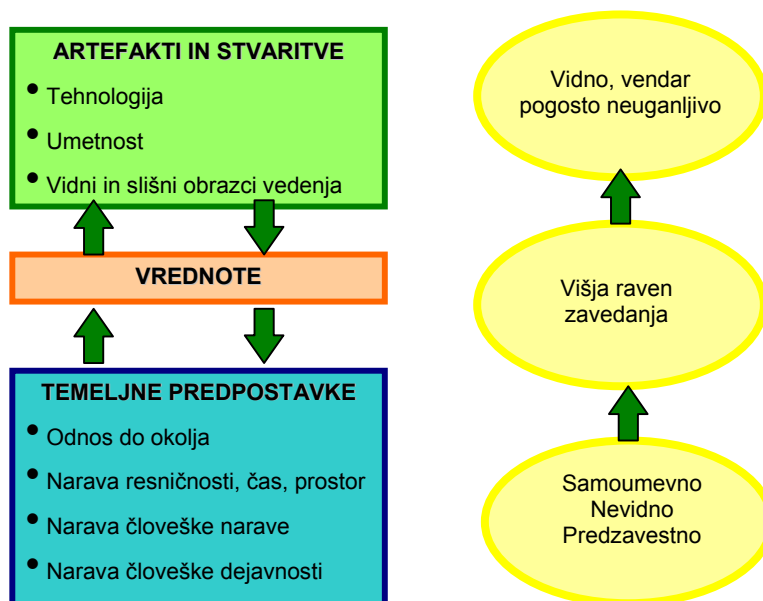 ARTEFAKTI IN STVARITVE
• Tehnologija
• Umetnost
• Vidni in slišni obrazci vedenja
VREDNOTE
TEMELJNE PREDPOSTAVKE
• Odnos do okolja
• Narava resničnosti, čas, prostor
• Narava človeške narave
• Narava človeške dejavnosti
Vidno, vendar
pogosto neuganljivo
Višja raven
zavedanja
Samoumevno
Nevidno
Predzavestno